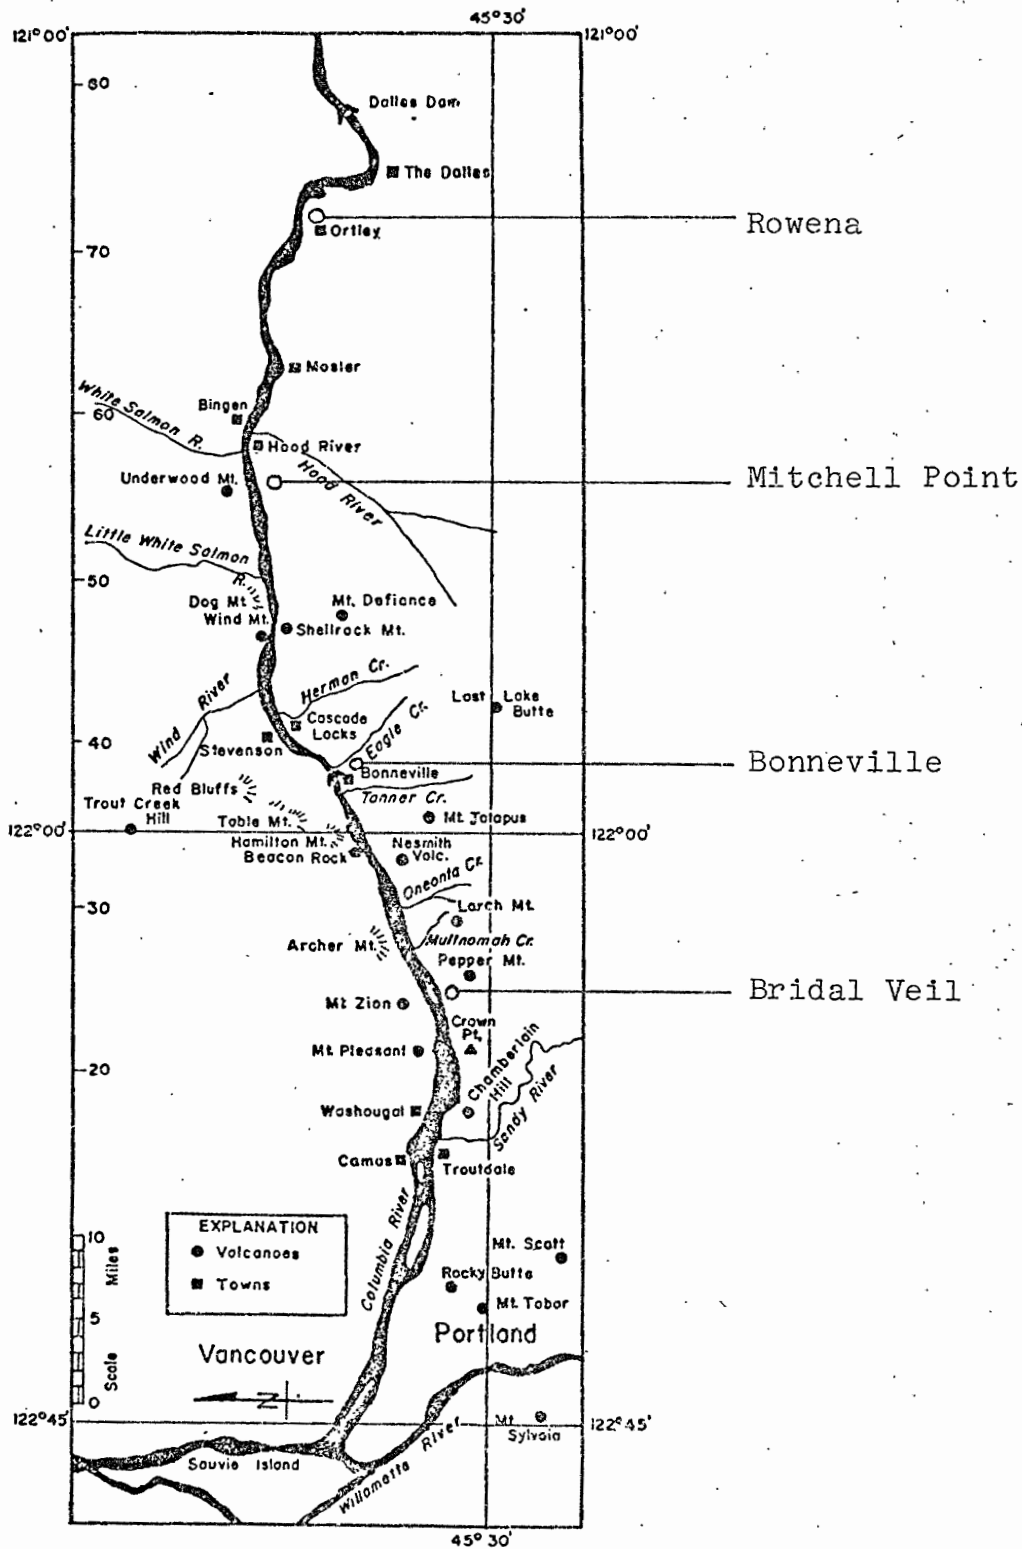 45°30'
121°00'
121°00'
80
Dalles Dam
The Dalles
Rowena
Ortley
70
Mosier
White Salmon R.
Bingen
60
Hood River
Hood River
Underwood Mt.
Mitchell Point
Little White Salmon
R.
50
Dog Mt
Wind Mt.
Mt. Defiance
Shellrock Mt.
Herman Cr.
Wind River
Lost Lake
Butte
Cascade
Locks
Eagle Cr.
40
Stevenson
Bonneville
Bonneville
Red Bluffs
Tanner Cr.
Trout Creek
Hill
Table Mt.
Mt Talapus
122°00'
122°00'
Hamilton Mt.
Beacon Rock
Nesmith
Volc.
Oneonta Cr.
30
Larch Mt.
Archer Mt.
Multnomah Cr.
Pepper Mt.
Bridal Veil
Mt Zion
Crown
Pt.
Mt. Pleasant
Chamberlain
Hill
20
Sandy River
Washougal
Camas
Troutdale
Columbia River
EXPLANATION
Volcanoes
Towns
10
Miles
5
Scale
0
Mt. Scott
Rocky Butte
Mt. Tabor
Portland
Vancouver
N
122°45'
122°45'
Mt.
Sylvaia
Sauvie Island
Willamatta River
45°30'